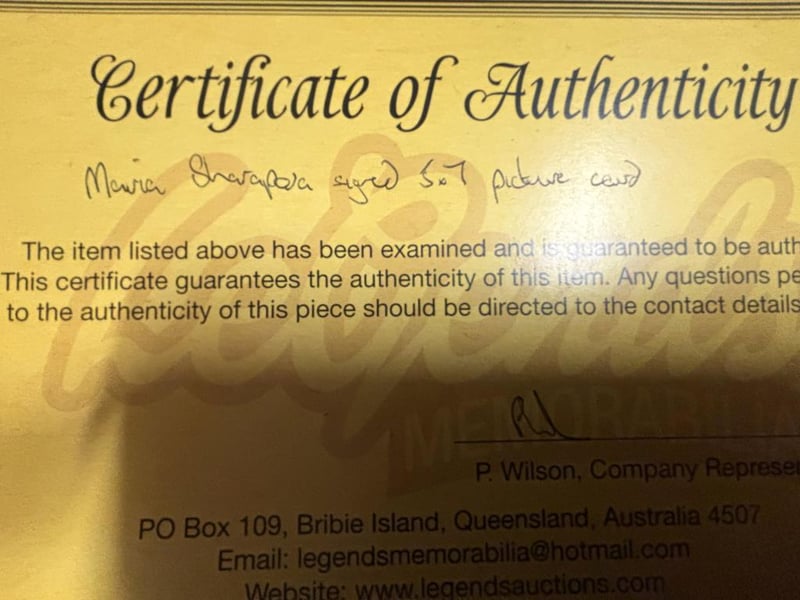 Certificate of Authenticity
Maria Sharapova signed 5x7 picture card
The item listed above has been examined and is guaranteed to be auth
This certificate guarantees the authenticity of this item. Any questions pe
to the authenticity of this piece should be directed to the contact details
Legends
MEMORABILIA
P. Wilson, Company Represe
PO Box 109, Bribie Island, Queensland, Australia 4507
Email: legendsmemorabilia@hotmail.com
Website: www.legendsauctions.com